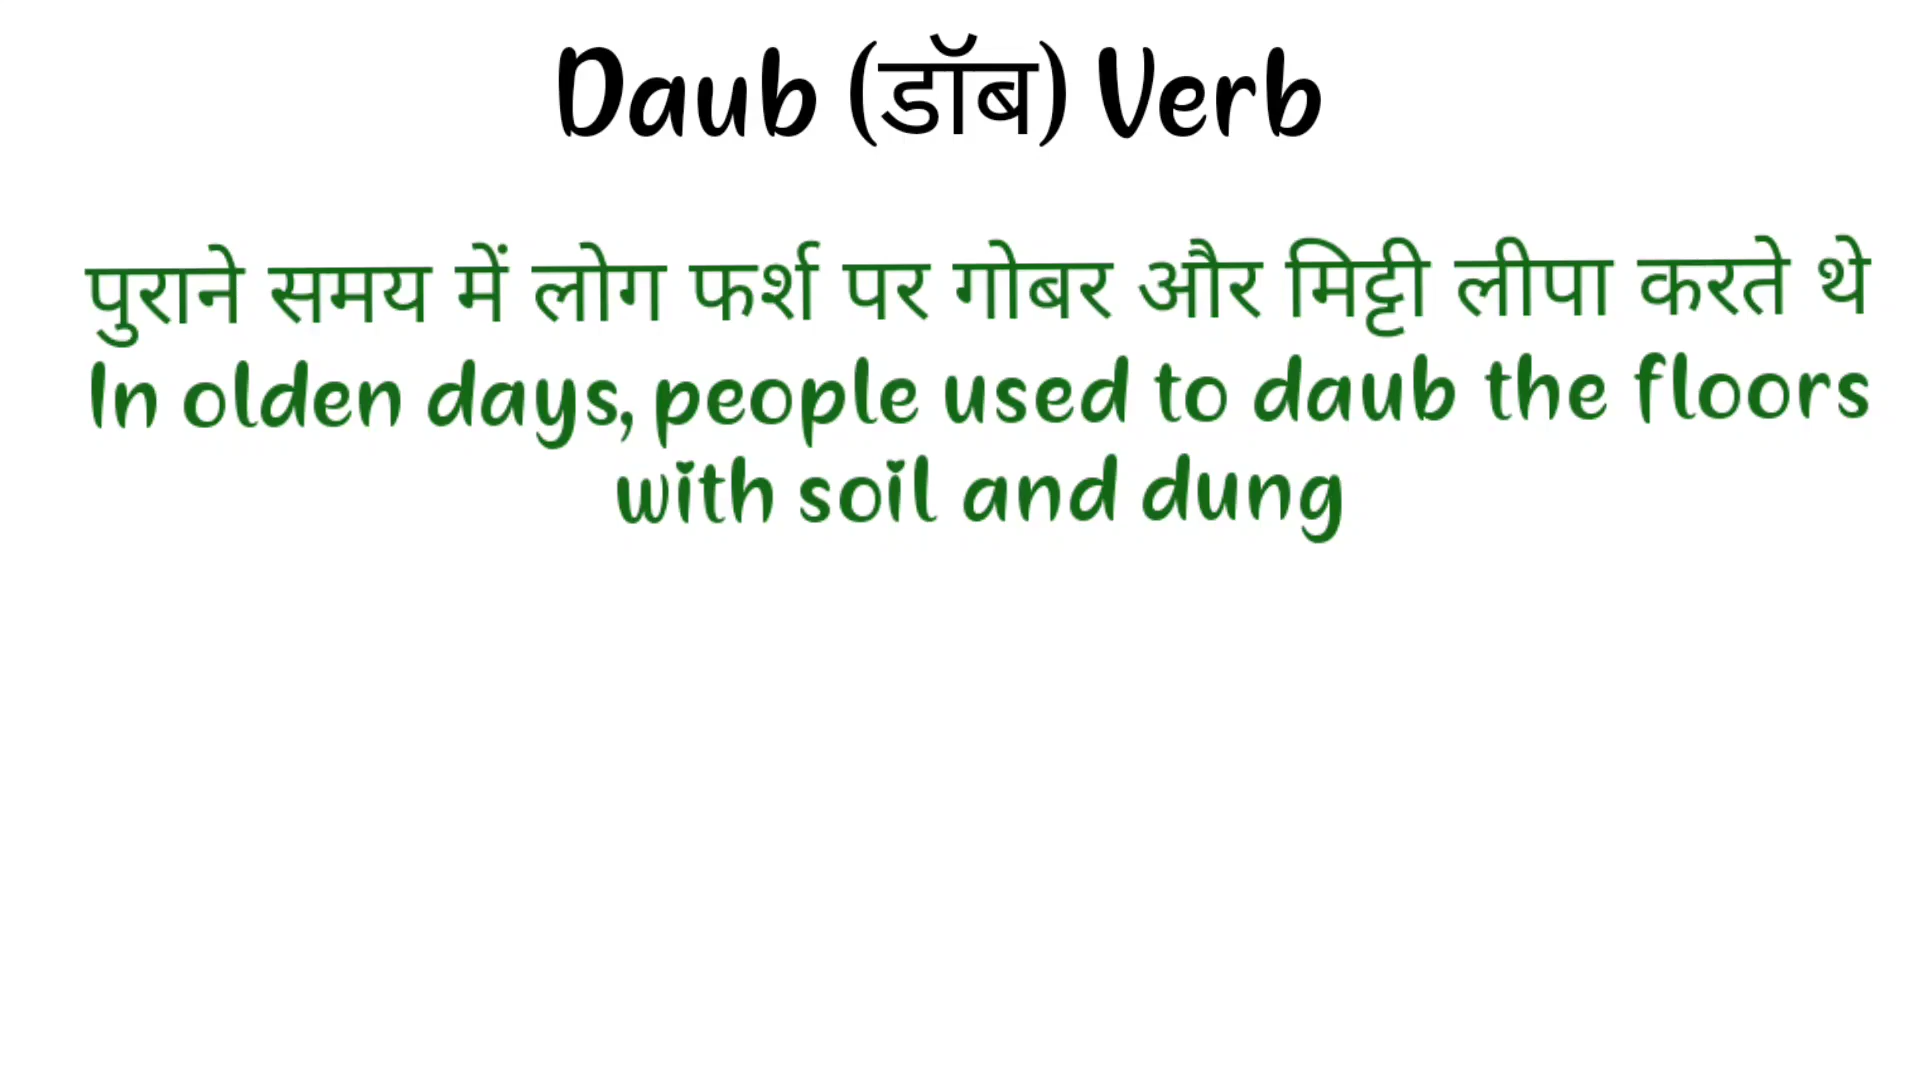 Daub (डॉब) Verb
पुराने समय में लोग फर्श पर गोबर और मिट्टी लीपा करते थे
In olden days, people used to daub the floors
with soil and dung